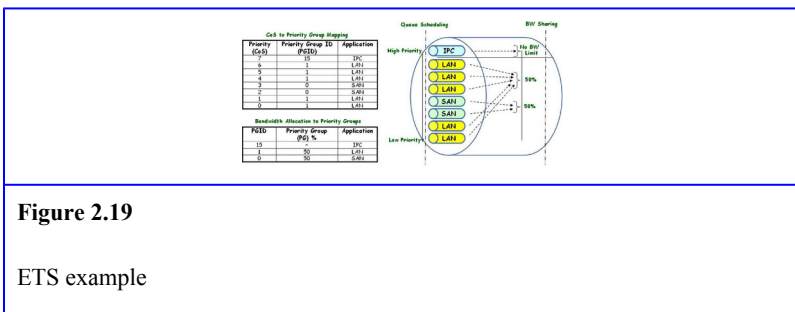 CoS to Priority Group Mapping
Priority (CoS) Priority Group ID (PGID) Application
7 15 IPC
6 1 LAN
5 1 LAN
4 1 LAN
3 0 SAN
2 0 SAN
1 1 LAN
0 1 LAN
Bandwidth Allocation to Priority Groups
PGID Priority Group (PG) % Application
15 - IPC
1 50 LAN
0 50 SAN
Queue Scheduling BW Sharing
High Priority IPC No BW Limit
LAN
LAN 50%
LAN
SAN
SAN 50%
LAN
Low Priority LAN
Figure 2.19
ETS example